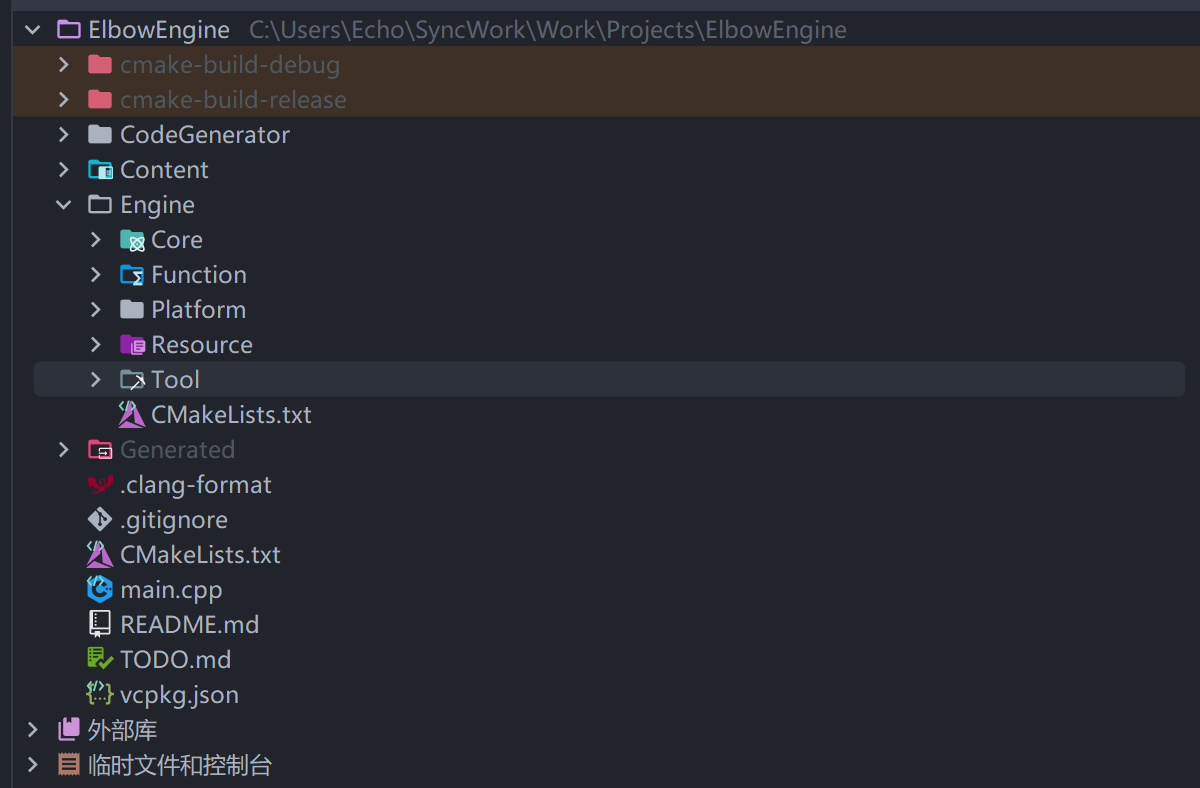 ElbowEngine C:\Users\Echo\SyncWork\Work\Projects\ElbowEngine
cmake-build-debug
cmake-build-release
CodeGenerator
Content
Engine
Core
Function
Platform
Resource
Tool
CMakeLists.txt
Generated
.clang-format
.gitignore
CMakeLists.txt
main.cpp
README.md
TODO.md
vcpkg.json
外部库
临时文件和控制台